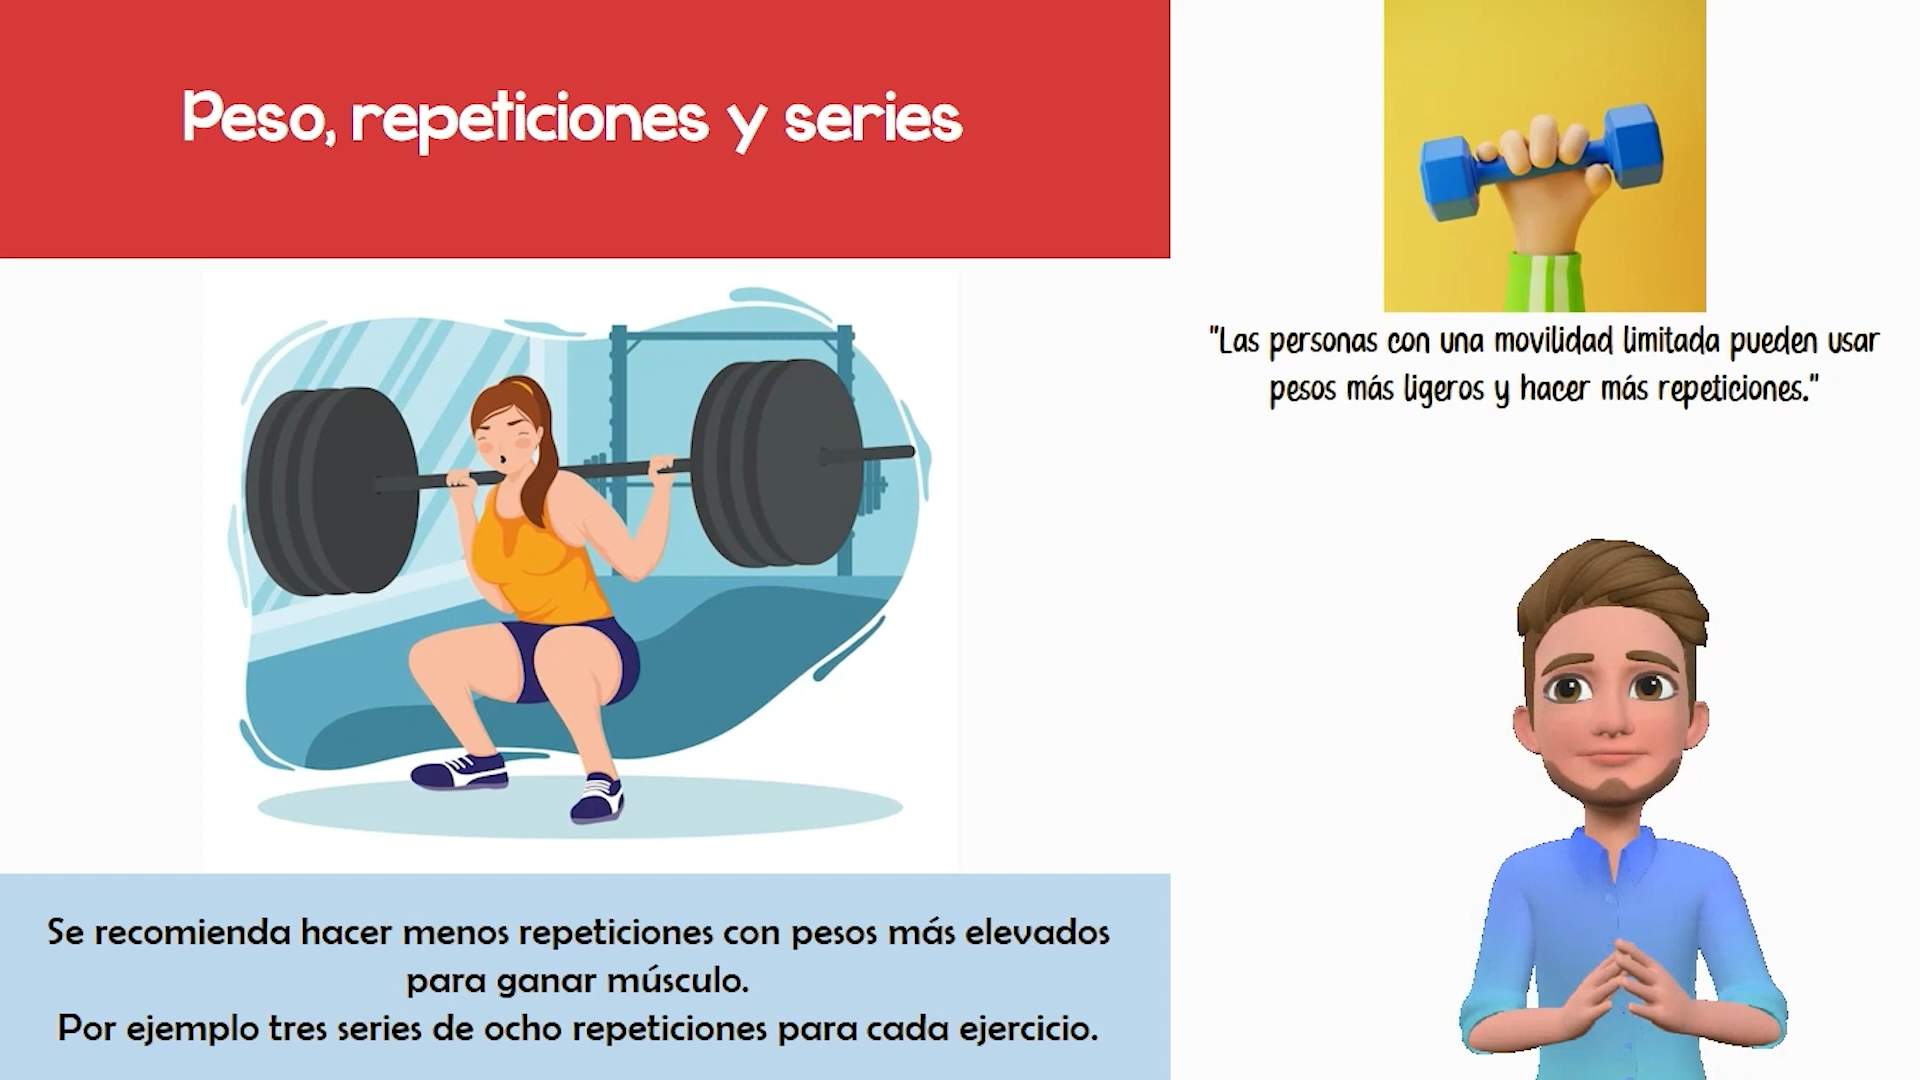 Peso, repeticiones y series
"Las personas con una movilidad limitada pueden usar
pesos más ligeros y hacer más repeticiones."
Se recomienda hacer menos repeticiones con pesos más elevados
para ganar músculo.
Por ejemplo tres series de ocho repeticiones para cada ejercicio.